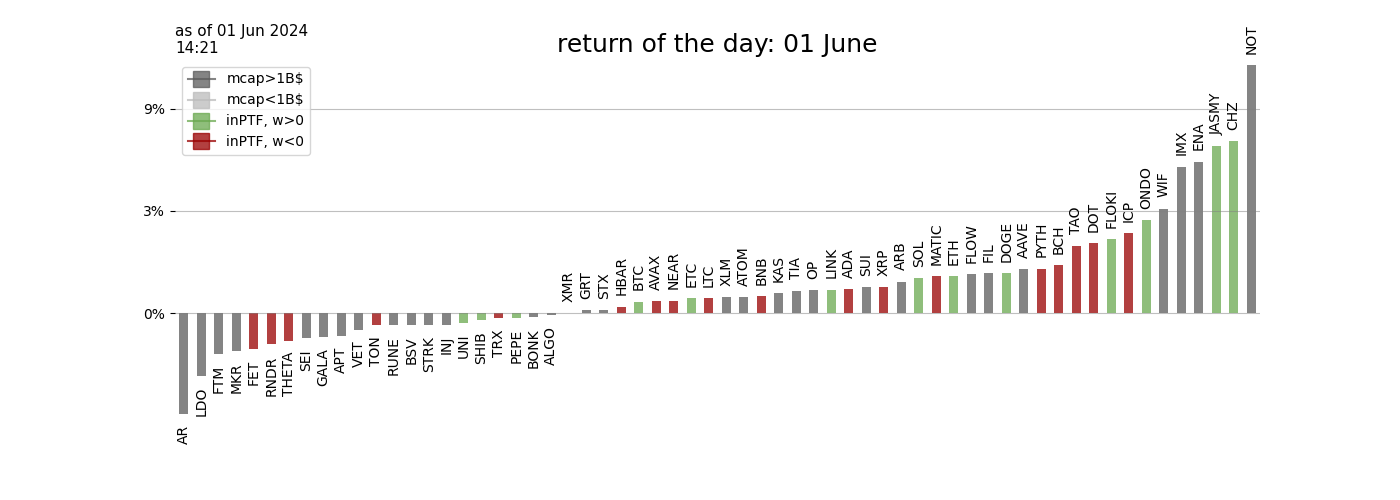 as of 01 Jun 2024
14:21
return of the day: 01 June
mcap>1B$
mcap<1B$
inPTF, w>0
inPTF, w<0
9%
3%
0%
AR
LDO
FTM
MKR
FET
RNDR
THETA
SEI
GALA
APT
VET
TON
RUNE
BSV
STRK
INJ
UNI
SHIB
TRX
PEPE
BONK
ALGO
XMR
GRT
STX
HBAR
BTC
AVAX
NEAR
ETC
LTC
XLM
ATOM
BNB
KAS
TIA
OP
LINK
ADA
SUI
XRP
ARB
SOL
MATIC
ETH
FLOW
FIL
DOGE
AAVE
PYTH
BCH
TAO
DOT
FLOKI
ICP
ONDO
WIF
IMX
ENA
JASMY
CHZ
NOT